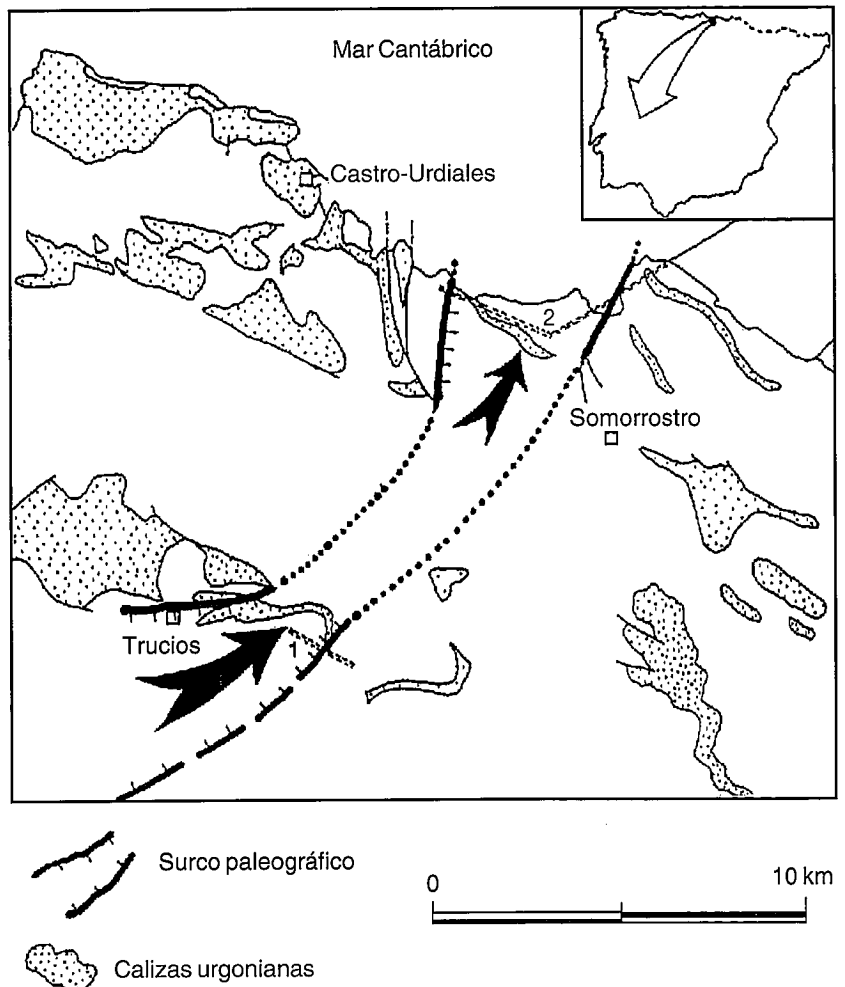 Mar Cantábrico
Castro-Urdiales
2
Somorrostro
Trucios
1
Surco paleográfico
0
10 km
Calizas urgonianas